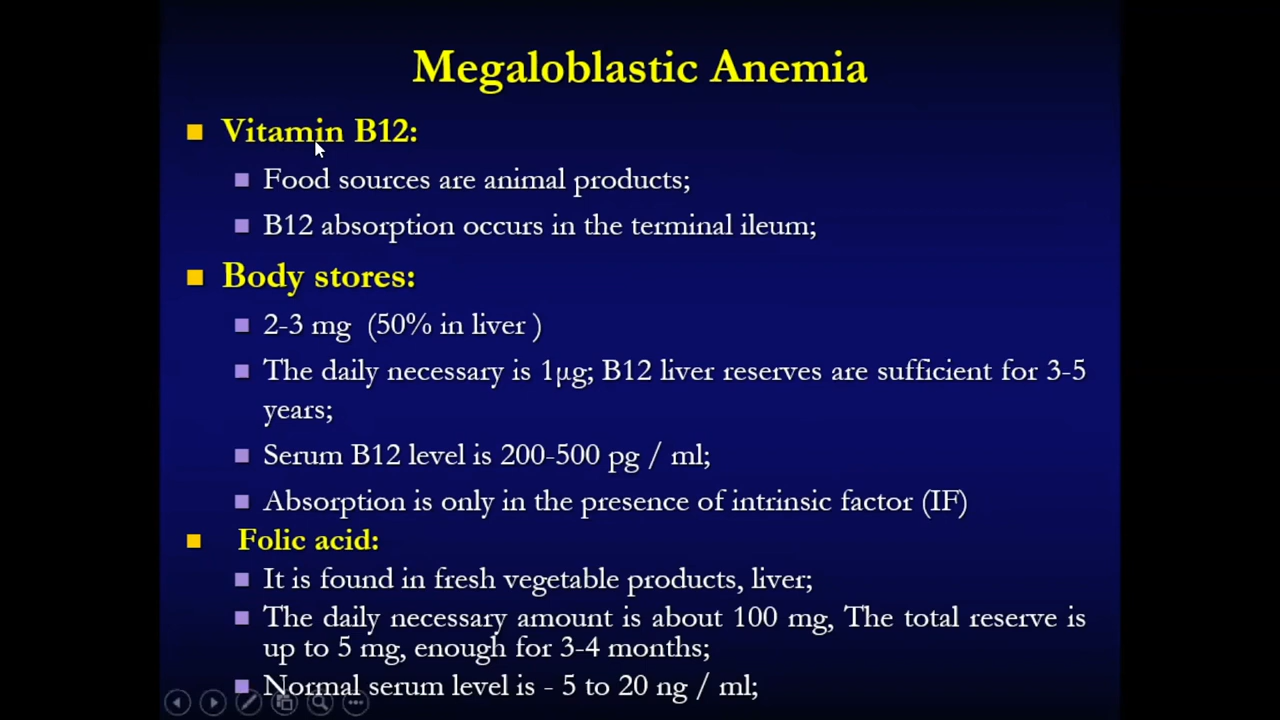 Megaloblastic Anemia
Vitamin B12:
Food sources are animal products;
B12 absorption occurs in the terminal ileum;
Body stores:
2-3 mg (50% in liver )
The daily necessary is 1µg; B12 liver reserves are sufficient for 3-5
years;
Serum B12 level is 200-500 pg / ml;
Absorption is only in the presence of intrinsic factor (IF)
Folic acid:
It is found in fresh vegetable products, liver;
The daily necessary amount is about 100 mg, The total reserve is
up to 5 mg, enough for 3-4 months;
Normal serum level is - 5 to 20 ng / ml;